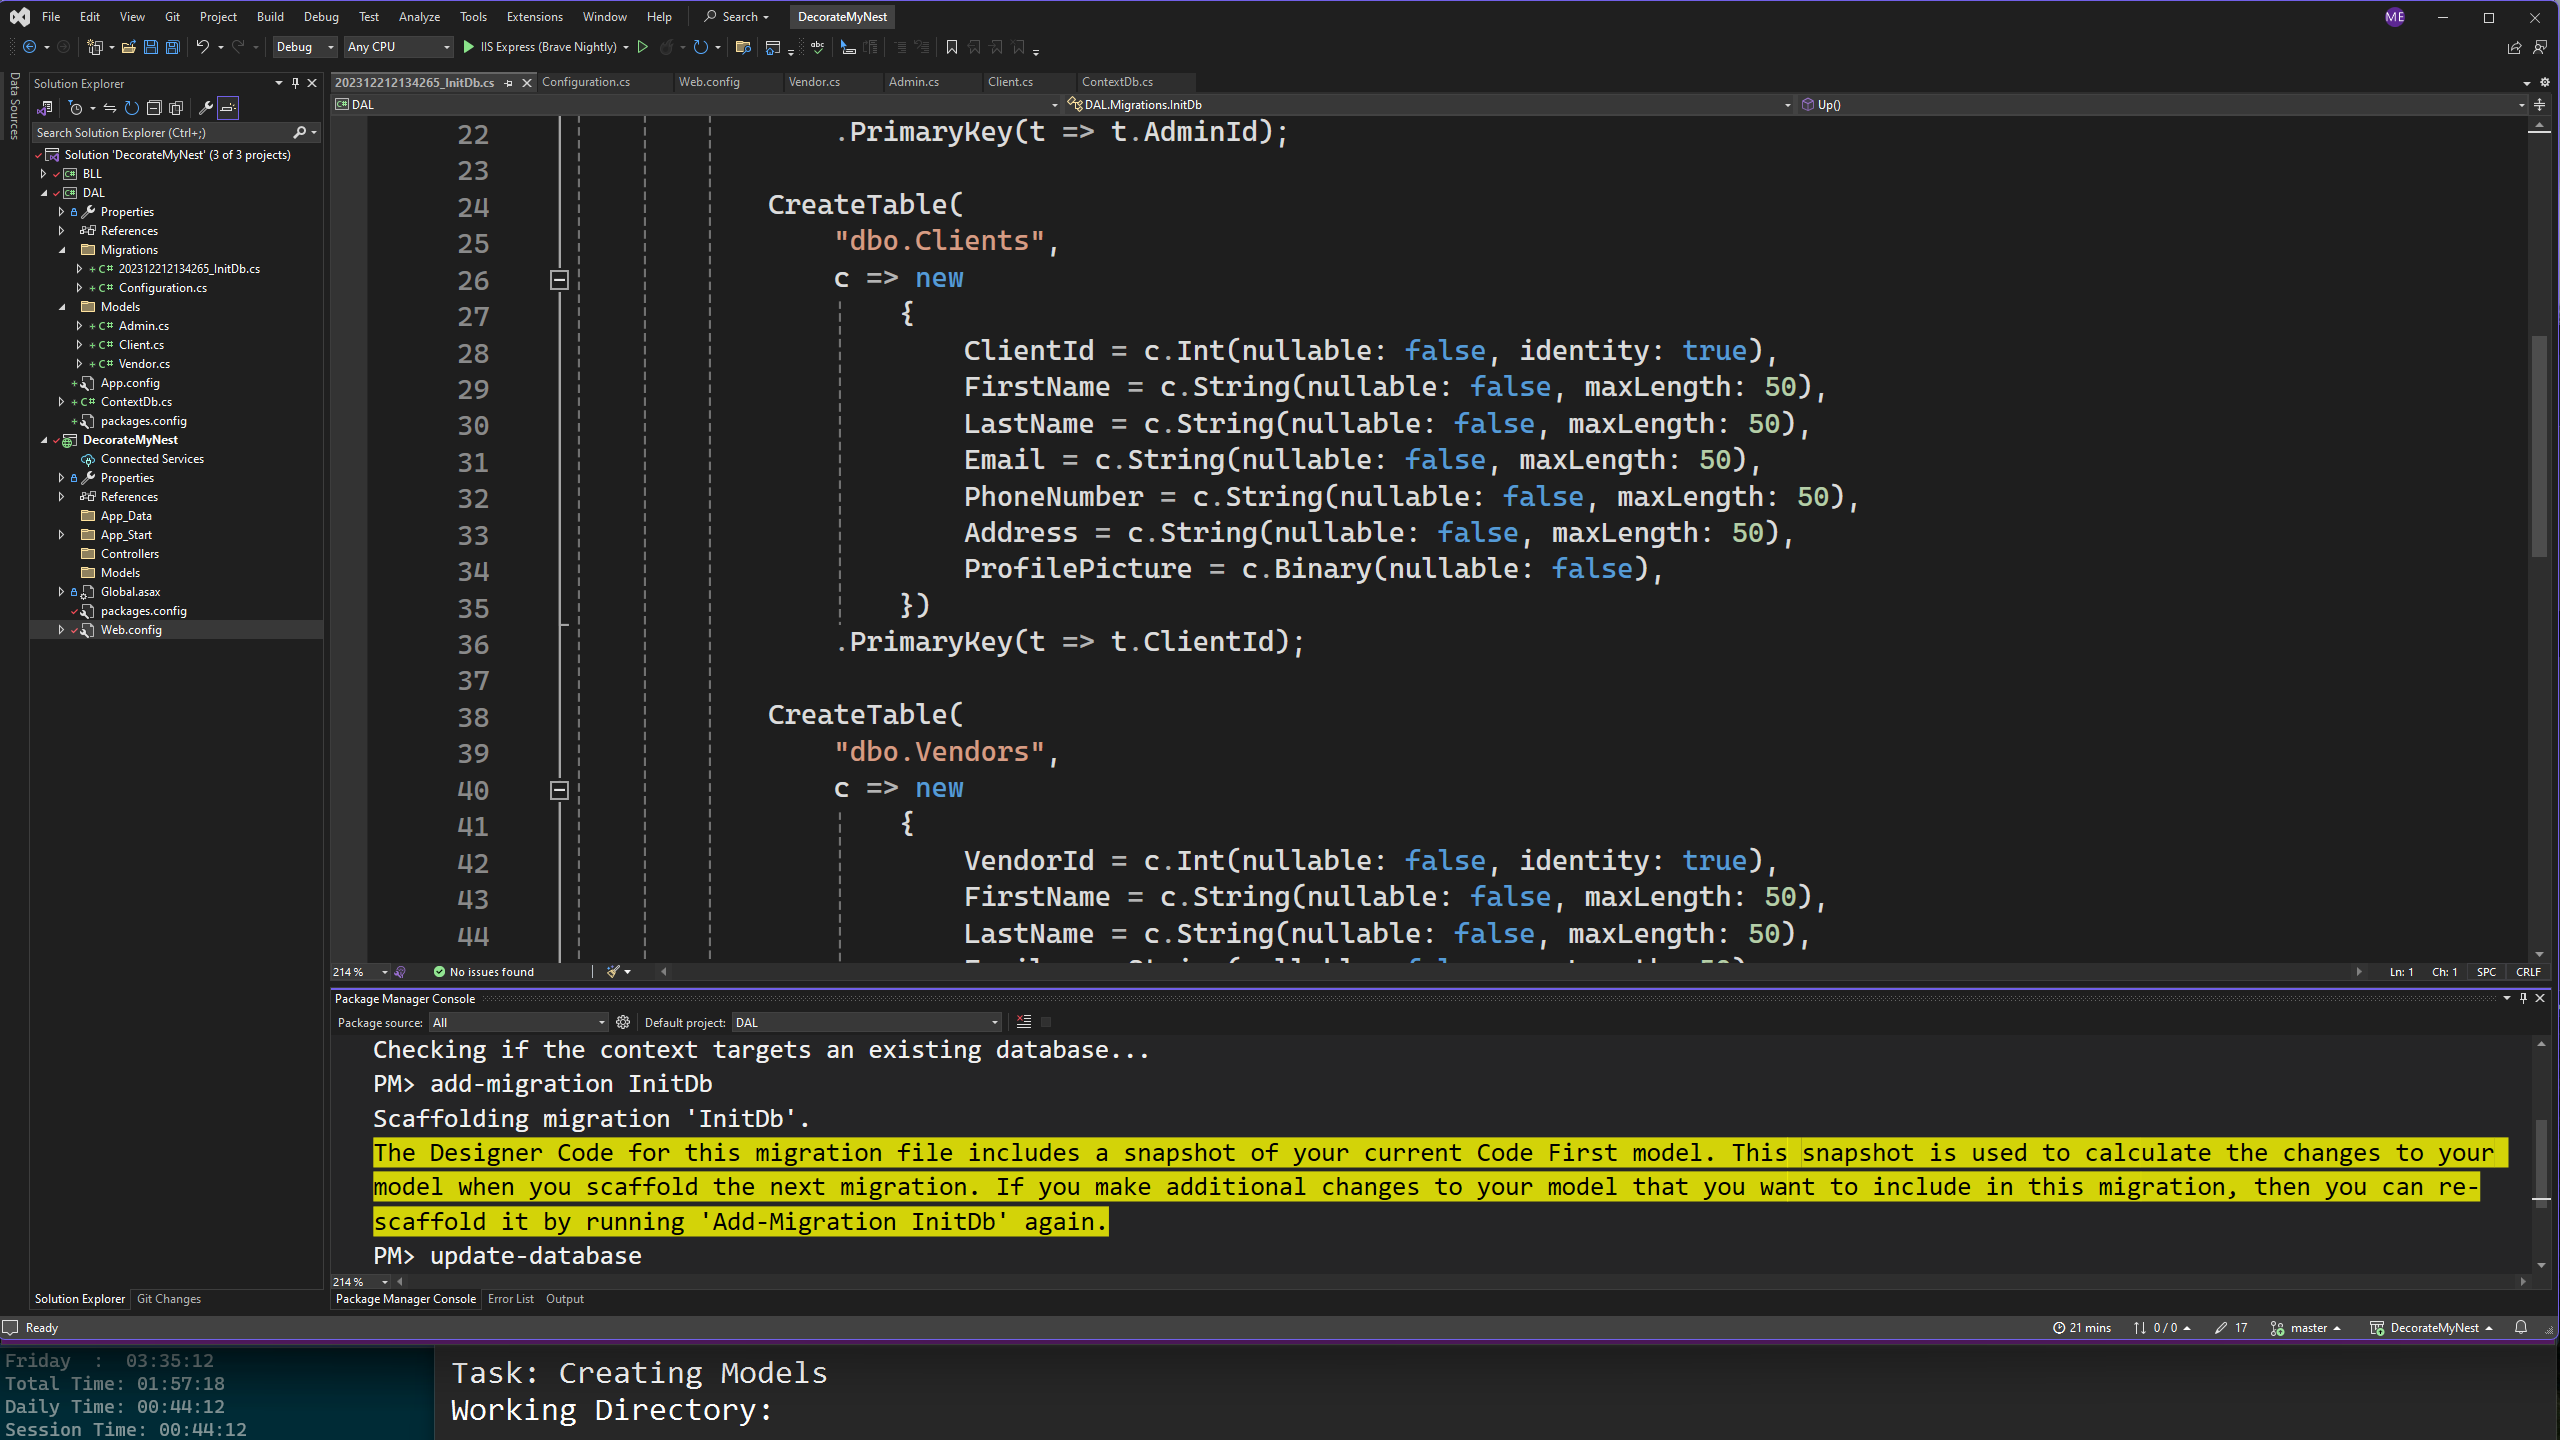 File Edit View Git Project Build Debug Test Analyze Tools Extensions Window Help Search DecorateMyNest ME
Debug Any CPU IIS Express (Brave Nightly)
Data Sources
Solution Explorer
Search Solution Explorer (Ctrl+;)
Solution 'DecorateMyNest' (3 of 3 projects)
BLL
DAL
Properties
References
Migrations
202312212134265_InitDb.cs
Configuration.cs
Models
Admin.cs
Client.cs
Vendor.cs
App.config
ContextDb.cs
packages.config
DecorateMyNest
Connected Services
Properties
References
App_Data
App_Start
Controllers
Models
Global.asax
packages.config
Web.config
Solution Explorer Git Changes
202312212134265_InitDb.cs Configuration.cs Web.config Vendor.cs Admin.cs Client.cs ContextDb.cs
DAL DAL.Migrations.InitDb Up()
22 .PrimaryKey(t => t.AdminId);
23
24 CreateTable(
25 "dbo.Clients",
26 c => new
27 {
28 ClientId = c.Int(nullable: false, identity: true),
29 FirstName = c.String(nullable: false, maxLength: 50),
30 LastName = c.String(nullable: false, maxLength: 50),
31 Email = c.String(nullable: false, maxLength: 50),
32 PhoneNumber = c.String(nullable: false, maxLength: 50),
33 Address = c.String(nullable: false, maxLength: 50),
34 ProfilePicture = c.Binary(nullable: false),
35 })
36 .PrimaryKey(t => t.ClientId);
37
38 CreateTable(
39 "dbo.Vendors",
40 c => new
41 {
42 VendorId = c.Int(nullable: false, identity: true),
43 FirstName = c.String(nullable: false, maxLength: 50),
44 LastName = c.String(nullable: false, maxLength: 50),
214 % No issues found Ln: 1 Ch: 1 SPC CRLF
Package Manager Console
Package source: All Default project: DAL
Checking if the context targets an existing database...
PM> add-migration InitDb
Scaffolding migration 'InitDb'.
The Designer Code for this migration file includes a snapshot of your current Code First model. This snapshot is used to calculate the changes to your
model when you scaffold the next migration. If you make additional changes to your model that you want to include in this migration, then you can re-
scaffold it by running 'Add-Migration InitDb' again.
PM> update-database
214 %
Package Manager Console Error List Output
Ready 21 mins 0 / 0 17 master DecorateMyNest
Friday : 03:35:12
Total Time: 01:57:18
Daily Time: 00:44:12
Session Time: 00:44:12
Task: Creating Models
Working Directory: